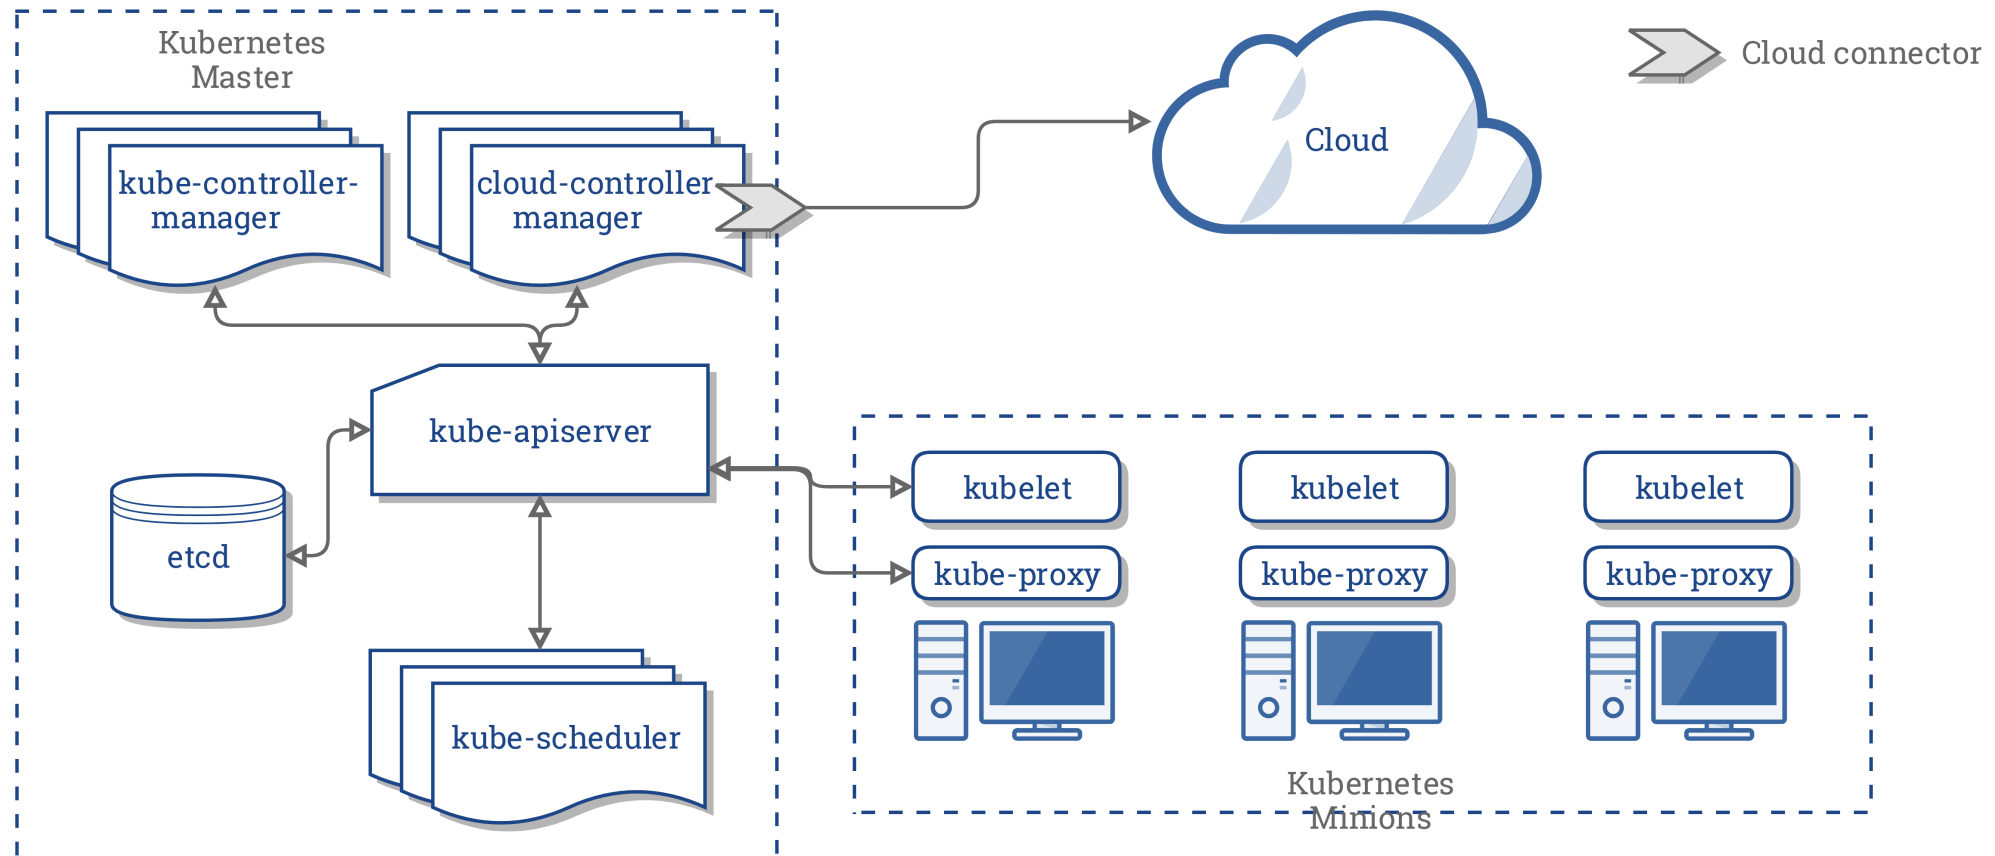 Kubernetes
Master
kube-controller-
manager
cloud-controller
manager
Cloud
Cloud connector
kube-apiserver
etcd
kube-scheduler
kubelet
kubelet
kubelet
kube-proxy
kube-proxy
kube-proxy
Kubernetes
Minions